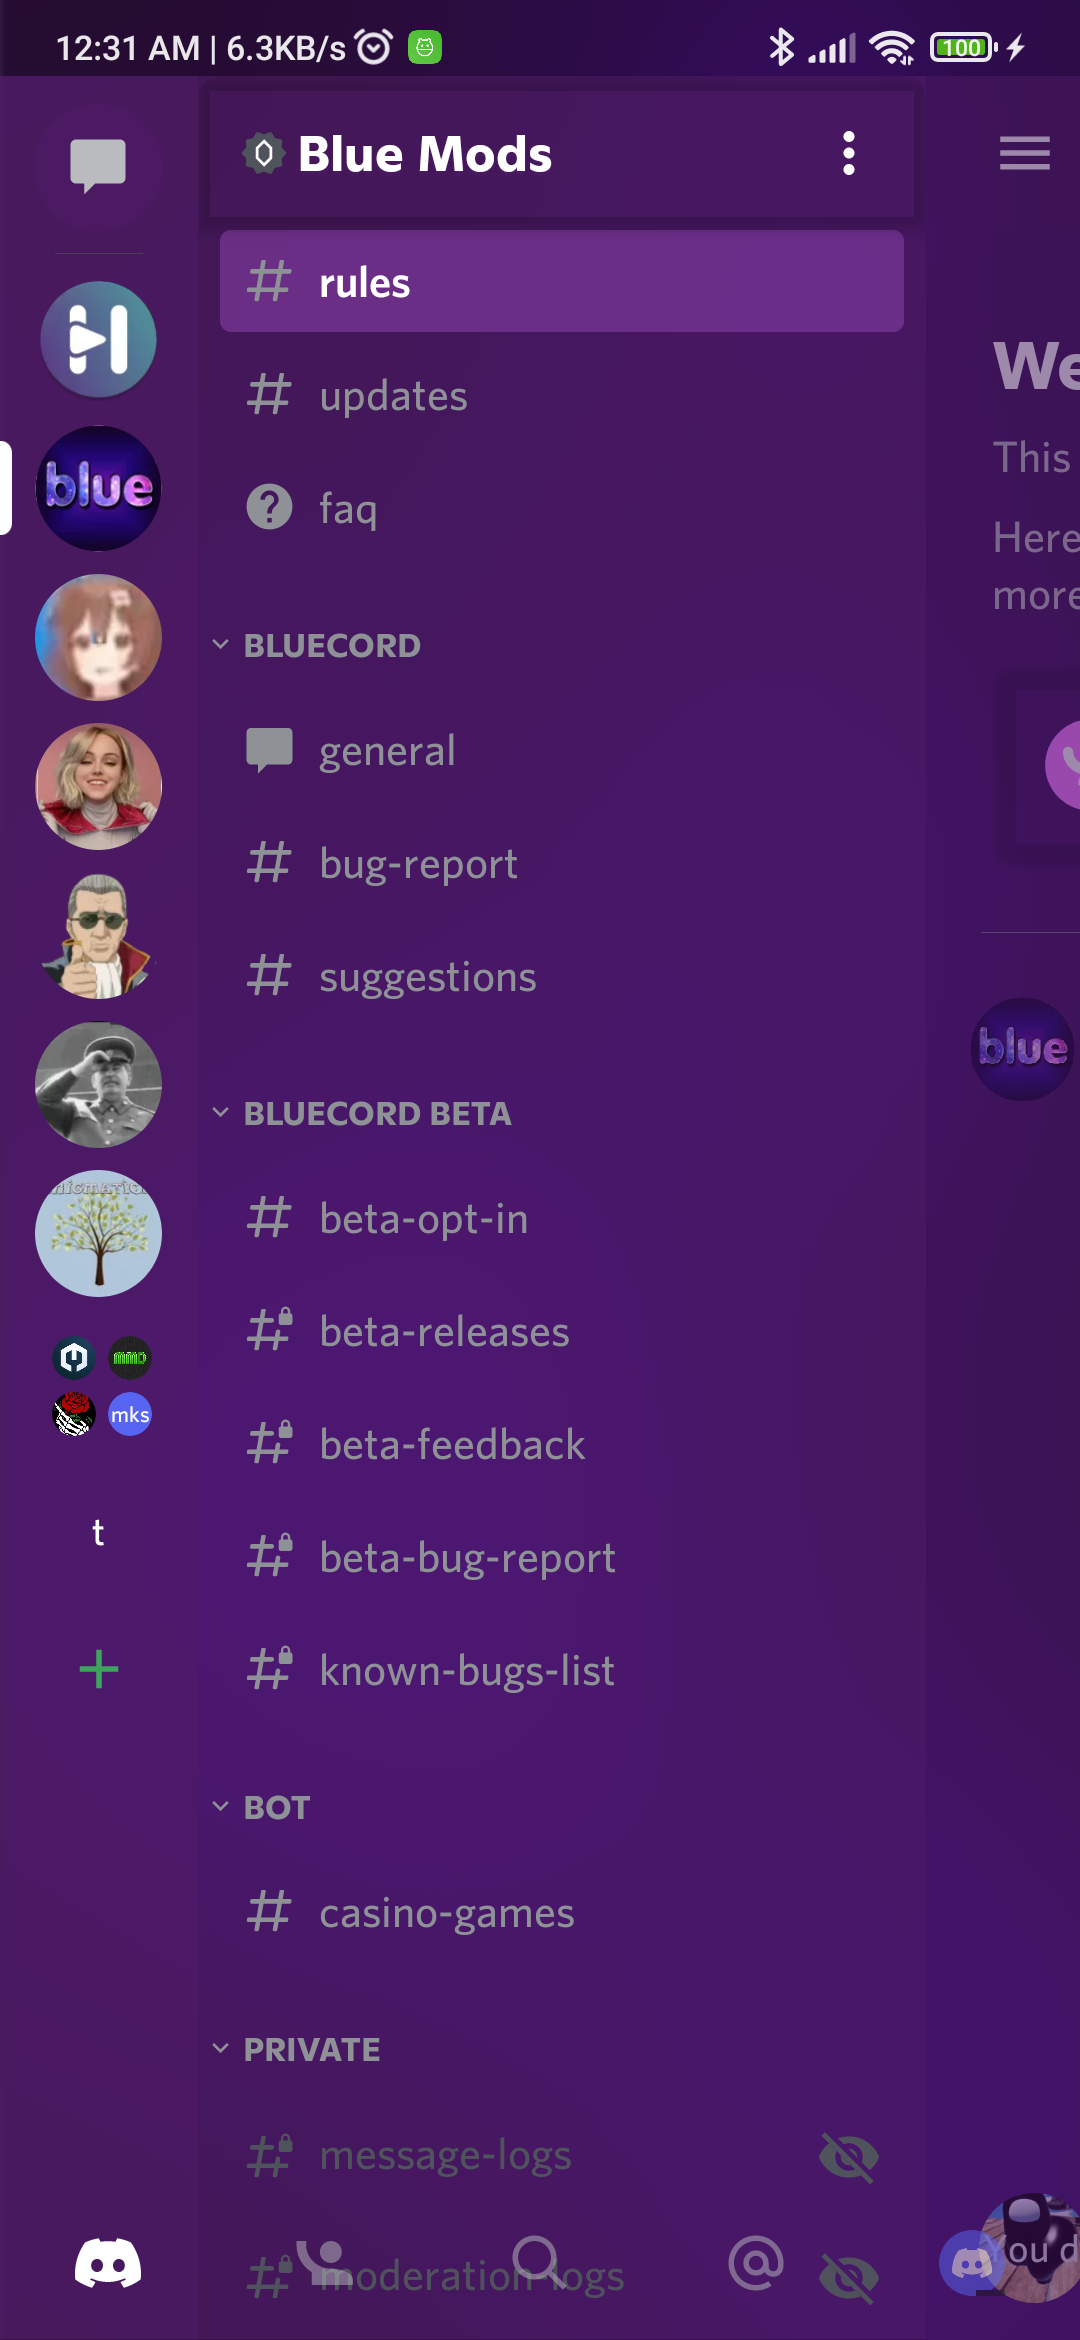 12:31 AM | 6.3KB/s
100
Blue Mods
rules
updates
faq
BLUECORD
general
bug-report
suggestions
BLUECORD BETA
beta-opt-in
beta-releases
beta-feedback
beta-bug-report
known-bugs-list
BOT
casino-games
PRIVATE
message-logs
moderation-logs
blue
mks
t
We
This
Here
more
blue
You d